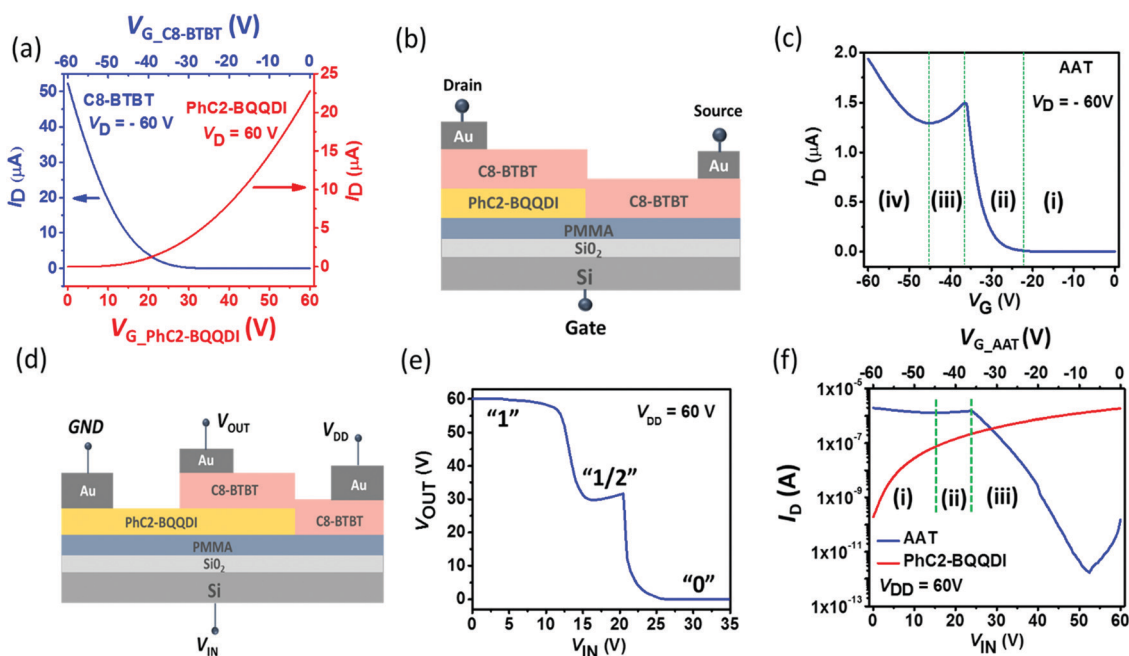 (a)
V_G_C8-BTBT (V)
-60 -50 -40 -30 -20 -10 0
I_D (μA)
50
40
30
20
10
0
C8-BTBT
V_D = - 60 V
PhC2-BQQDI
V_D = 60 V
25
20
15
10
5
0
I_D (μA)
0 10 20 30 40 50 60
V_G_PhC2-BQQDI (V)
(b)
Drain
Au
Source
Au
C8-BTBT
PhC2-BQQDI
C8-BTBT
PMMA
SiO₂
Si
Gate
(c)
I_D (μA)
2.0
1.5
1.0
0.5
0.0
AAT
V_D = - 60V
(iv) (iii) (ii) (i)
-60 -50 -40 -30 -20 -10 0
V_G (V)
(d)
GND
V_OUT
V_DD
Au
Au
Au
C8-BTBT
PhC2-BQQDI
C8-BTBT
PMMA
SiO₂
Si
V_IN
(e)
V_OUT (V)
60
50
40
30
20
10
0
V_DD = 60 V
“1”
“1/2”
“0”
0 5 10 15 20 25 30 35
V_IN (V)
(f)
V_G_AAT (V)
-60 -50 -40 -30 -20 -10 0
I_D (A)
1x10⁻⁵
1x10⁻⁷
1x10⁻⁹
1x10⁻¹¹
1x10⁻¹³
(i) (ii) (iii)
AAT
PhC2-BQQDI
V_DD = 60V
0 10 20 30 40 50 60
V_IN (V)